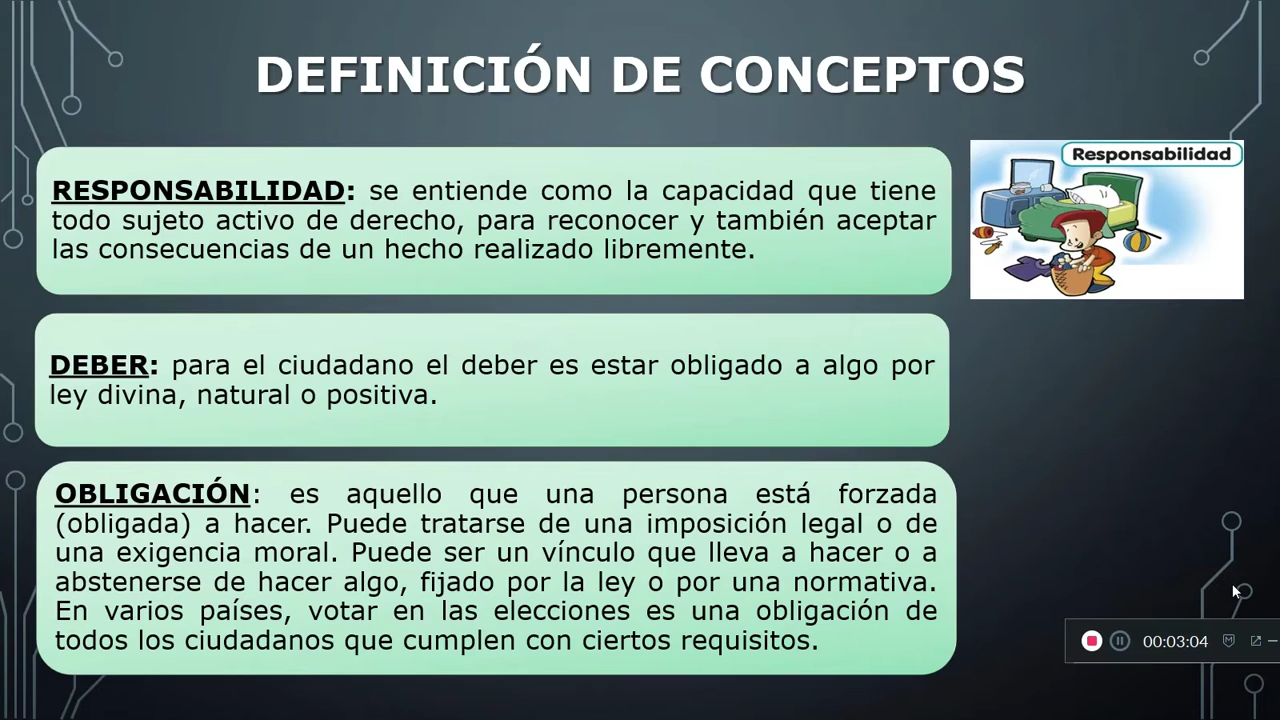 DEFINICIÓN DE CONCEPTOS
Responsabilidad
RESPONSABILIDAD: se entiende como la capacidad que tiene
todo sujeto activo de derecho, para reconocer y también aceptar
las consecuencias de un hecho realizado libremente.
DEBER: para el ciudadano el deber es estar obligado a algo por
ley divina, natural o positiva.
OBLIGACIÓN: es aquello que una persona está forzada
(obligada) a hacer. Puede tratarse de una imposición legal o de
una exigencia moral. Puede ser un vínculo que lleva a hacer o a
abstenerse de hacer algo, fijado por la ley o por una normativa.
En varios países, votar en las elecciones es una obligación de
todos los ciudadanos que cumplen con ciertos requisitos.
00:03:04